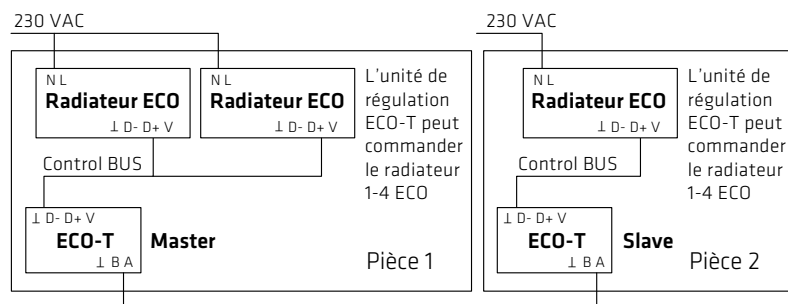 230 VAC
N L
Radiateur ECO
⊥ D- D+ V
N L
Radiateur ECO
⊥ D- D+ V
L’unité de
régulation
ECO-T peut
commander
le radiateur
1-4 ECO
Control BUS
⊥ D- D+ V
ECO-T
⊥ B A
Master
Pièce 1
230 VAC
N L
Radiateur ECO
⊥ D- D+ V
L’unité de
régulation
ECO-T peut
commander
le radiateur
1-4 ECO
Control BUS
⊥ D- D+ V
ECO-T
⊥ B A
Slave
Pièce 2